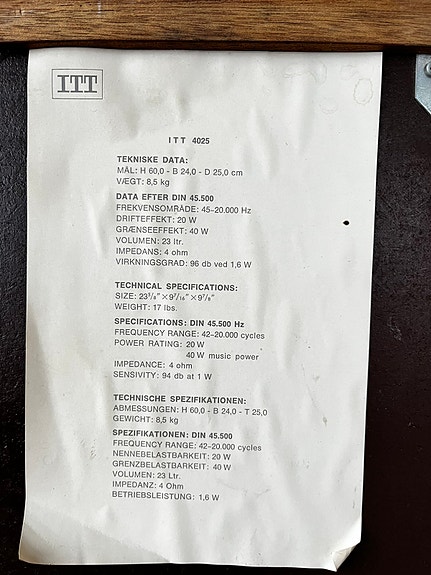 ITT
ITT 4025
TEKNISKE DATA:
MÅL: H 60,0 - B 24,0 - D 25,0 cm
VÆGT: 8,5 kg
DATA EFTER DIN 45.500
FREKVENSOMRÅDE: 45-20.000 Hz
DRIFTEFFEKT: 20 W
GRÆNSEEFFEKT: 40 W
VOLUMEN: 23 ltr.
IMPEDANS: 4 ohm
VIRKNINGSGRAD: 96 db ved 1,6 W
TECHNICAL SPECIFICATIONS:
SIZE: 23⁵/₈" × 9⁷/₁₆" × 9⁷/₈"
WEIGHT: 17 lbs.
SPECIFICATIONS: DIN 45.500 Hz
FREQUENCY RANGE: 42-20.000 cycles
POWER RATING: 20 W
40 W music power
IMPEDANCE: 4 ohm
SENSIVITY: 94 db at 1 W
TECHNISCHE SPEZIFIKATIONEN:
ABMESSUNGEN: H 60,0 - B 24,0 - T 25,0
GEWICHT: 8,5 kg
SPEZIFIKATIONEN: DIN 45.500
FREQUENCY RANGE: 42-20.000 cycles
NENNEBELASTBARKEIT: 20 W
GRENZBELASTBARKEIT: 40 W
VOLUMEN: 23 Ltr.
IMPEDANZ: 4 Ohm
BETRIEBSLEISTUNG: 1,6 W